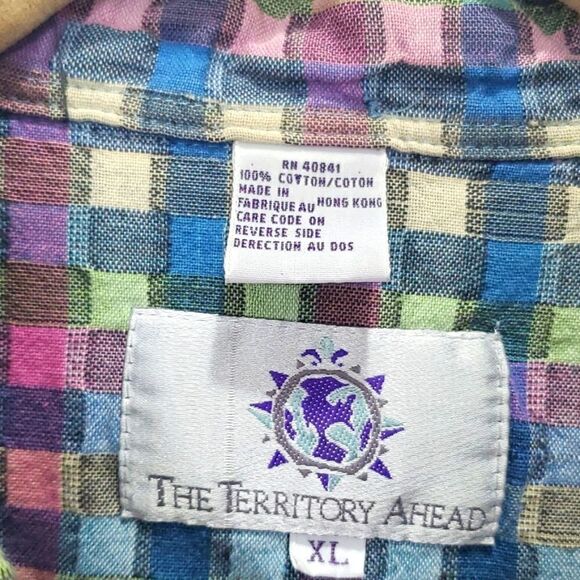 RN 40841
100% COTTON/COTON
MADE IN
FABRIQUE AU HONG KONG
CARE CODE ON
REVERSE SIDE
DERECTION AU DOS
THE TERRITORY AHEAD
XL